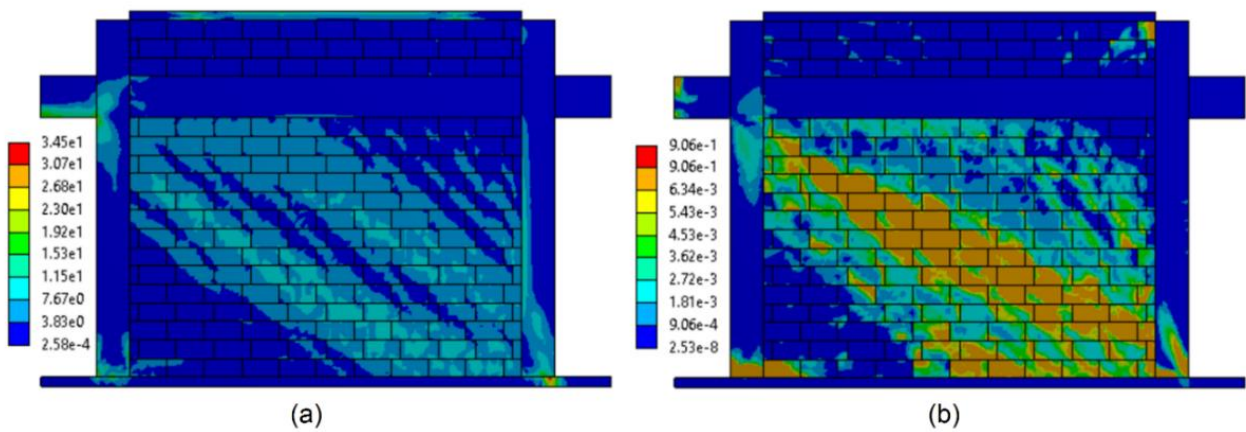 3.45e1
3.07e1
2.68e1
2.30e1
1.92e1
1.53e1
1.15e1
7.67e0
3.83e0
2.58e-4
(a)
9.06e-1
9.06e-1
6.34e-3
5.43e-3
4.53e-3
3.62e-3
2.72e-3
1.81e-3
9.06e-4
2.53e-8
(b)